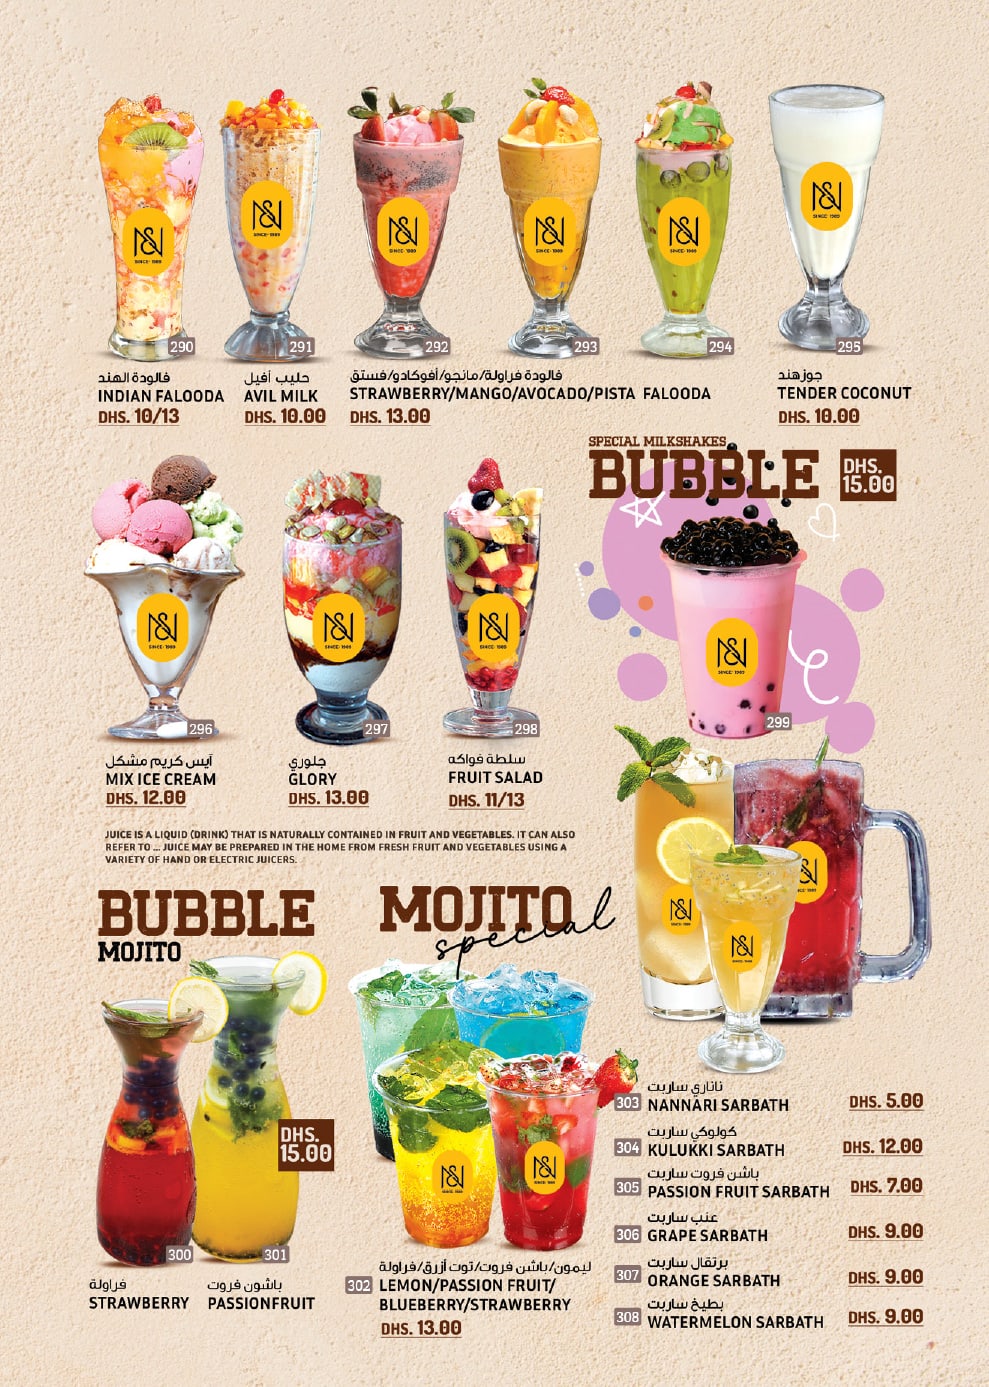 290
291
292
293
294
295
فالودة الهند
INDIAN FALOODA
DHS. 10/13
حليب أفيل
AVIL MILK
DHS. 10.00
فالودة فراولة/مانجو/أفوكادو/فستق
STRAWBERRY/MANGO/AVOCADO/PISTA FALOODA
DHS. 13.00
جوزهند
TENDER COCONUT
DHS. 10.00
SPECIAL MILKSHAKES
BUBBLE
DHS.
15.00
296
297
298
299
آيس كريم مشكل
MIX ICE CREAM
DHS. 12.00
جلوري
GLORY
DHS. 13.00
سلطة فواكه
FRUIT SALAD
DHS. 11/13
JUICE IS A LIQUID (DRINK) THAT IS NATURALLY CONTAINED IN FRUIT AND VEGETABLES. IT CAN ALSO
REFER TO ... JUICE MAY BE PREPARED IN THE HOME FROM FRESH FRUIT AND VEGETABLES USING A
VARIETY OF HAND OR ELECTRIC JUICERS.
BUBBLE
MOJITO
DHS.
15.00
300
301
فراولة
STRAWBERRY
باشون فروت
PASSIONFRUIT
MOJITO
special
302
ليمون/باشن فروت/توت أزرق/فراولة
LEMON/PASSION FRUIT/
BLUEBERRY/STRAWBERRY
DHS. 13.00
ناناري ساربت
303 NANNARI SARBATH DHS. 5.00
كولوكي ساربت
304 KULUKKI SARBATH DHS. 12.00
باشن فروت ساربت
305 PASSION FRUIT SARBATH DHS. 7.00
عنب ساربت
306 GRAPE SARBATH DHS. 9.00
برتقال ساربت
307 ORANGE SARBATH DHS. 9.00
بطيخ ساربت
308 WATERMELON SARBATH DHS. 9.00
N&N
SINCE- 1989